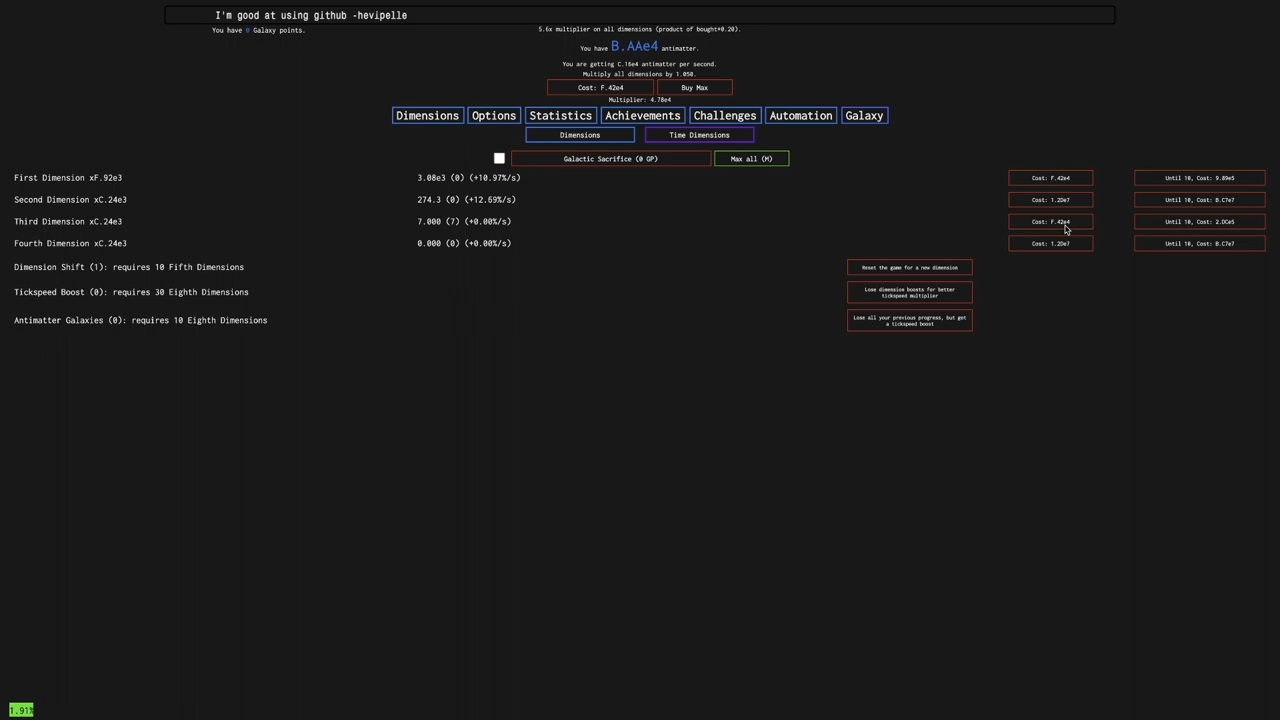 I'm good at using github -hevipelle
You have 0 Galaxy points.
5.6x multiplier on all dimensions (product of bought+0.20).
You have B.AAe4 antimatter.
You are getting C.16e4 antimatter per second.
Multiply all dimensions by 1.050.
Cost: F.42e4 Buy Max
Multiplier: 4.78e4
Dimensions Options Statistics Achievements Challenges Automation Galaxy
Dimensions Time Dimensions
Galactic Sacrifice (0 GP) Max all (M)
First Dimension xF.92e3 3.08e3 (0) (+10.97%/s) Cost: F.42e4 Until 10, Cost: 9.89e5
Second Dimension xC.24e3 274.3 (0) (+12.69%/s) Cost: 1.2De7 Until 10, Cost: B.C7e7
Third Dimension xC.24e3 7.000 (7) (+0.00%/s) Cost: F.42e4 Until 10, Cost: 2.DCe5
Fourth Dimension xC.24e3 0.000 (0) (+0.00%/s) Cost: 1.2De7 Until 10, Cost: B.C7e7
Dimension Shift (1): requires 10 Fifth Dimensions Reset the game for a new dimension
Tickspeed Boost (0): requires 30 Eighth Dimensions Lose dimension boosts for better
tickspeed multiplier
Antimatter Galaxies (0): requires 10 Eighth Dimensions Lose all your previous progress, but get
a tickspeed boost
1.91%